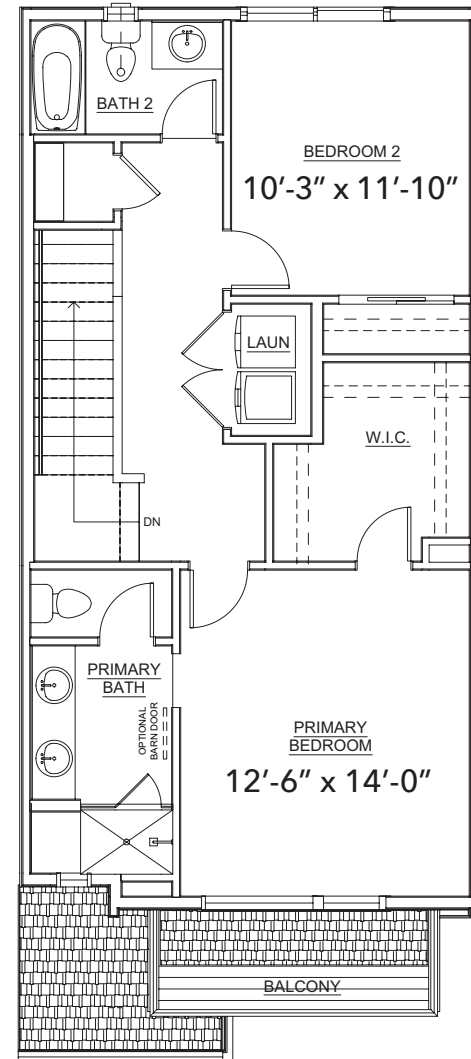 BATH 2
BEDROOM 2
10'-3" x 11'-10"
LAUN
W.I.C.
DN
PRIMARY
BATH
OPTIONAL
BARN DOOR
PRIMARY
BEDROOM
12'-6" x 14'-0"
BALCONY